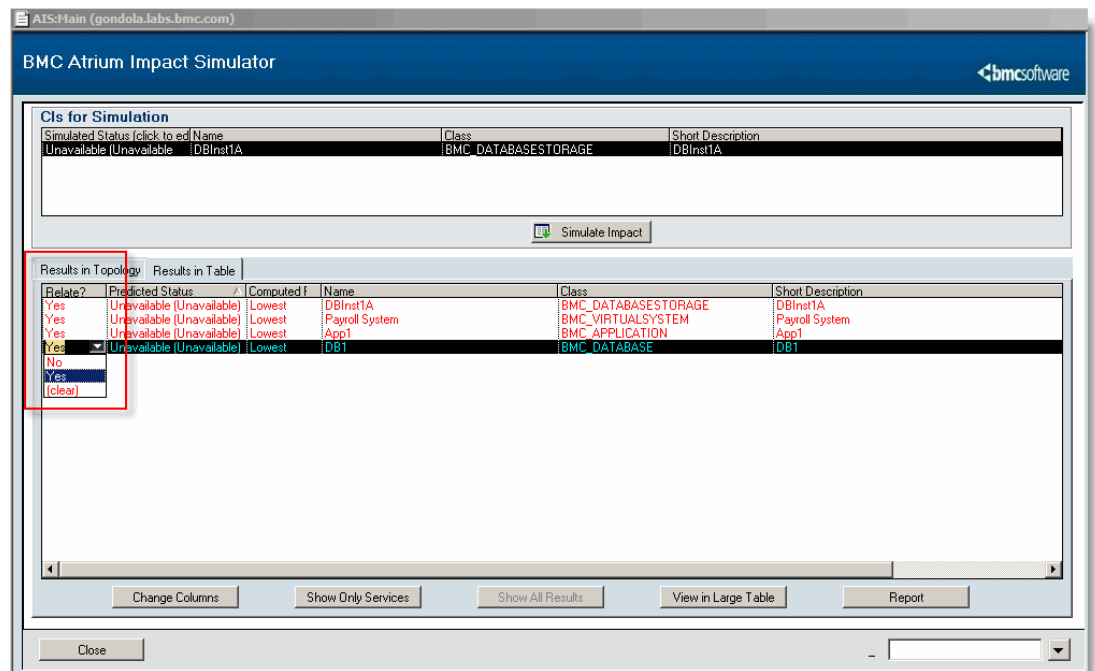 AIS:Main (gondola.labs.bmc.com)
BMC Atrium Impact Simulator
bmcsoftware
CIs for Simulation
Simulated Status (click to ed Name Class Short Description
Unavailable (Unavailable DBInst1A BMC_DATABASESTORAGE DBInst1A
Simulate Impact
Results in Topology Results in Table
Relate? Predicted Status Computed F Name Class Short Description
Yes Unavailable (Unavailable) Lowest DBInst1A BMC_DATABASESTORAGE DBInst1A
Yes Unavailable (Unavailable) Lowest Payroll System BMC_VIRTUALSYSTEM Payroll System
Yes Unavailable (Unavailable) Lowest App1 BMC_APPLICATION App1
Yes Unavailable (Unavailable) Lowest DB1 BMC_DATABASE DB1
No
Yes
(clear)
Change Columns Show Only Services Show All Results View in Large Table Report
Close